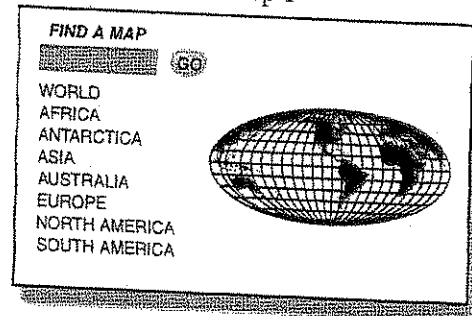 FIND A MAP
GO
WORLD
AFRICA
ANTARCTICA
ASIA
AUSTRALIA
EUROPE
NORTH AMERICA
SOUTH AMERICA